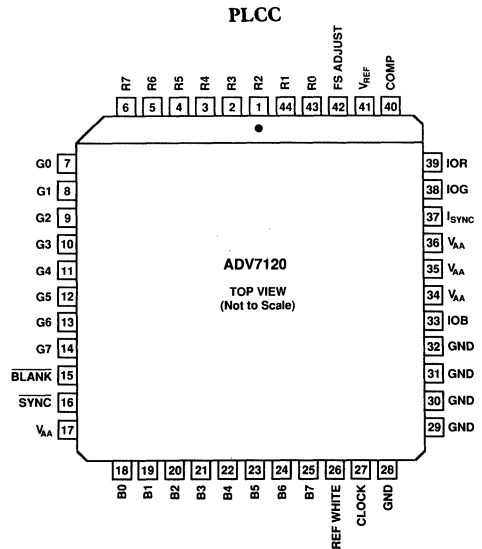 PLCC
R7 R6 R5 R4 R3 R2 R1 R0 FS ADJUST VREF COMP
6 5 4 3 2 1 44 43 42 41 40
G0 7
G1 8
G2 9
G3 10
G4 11
G5 12
G6 13
G7 14
BLANK 15
SYNC 16
VAA 17
ADV7120
TOP VIEW
(Not to Scale)
39 IOR
38 IOG
37 ISYNC
36 VAA
35 VAA
34 VAA
33 IOB
32 GND
31 GND
30 GND
29 GND
18 19 20 21 22 23 24 25 26 27 28
B0 B1 B2 B3 B4 B5 B6 B7 REF WHITE CLOCK GND